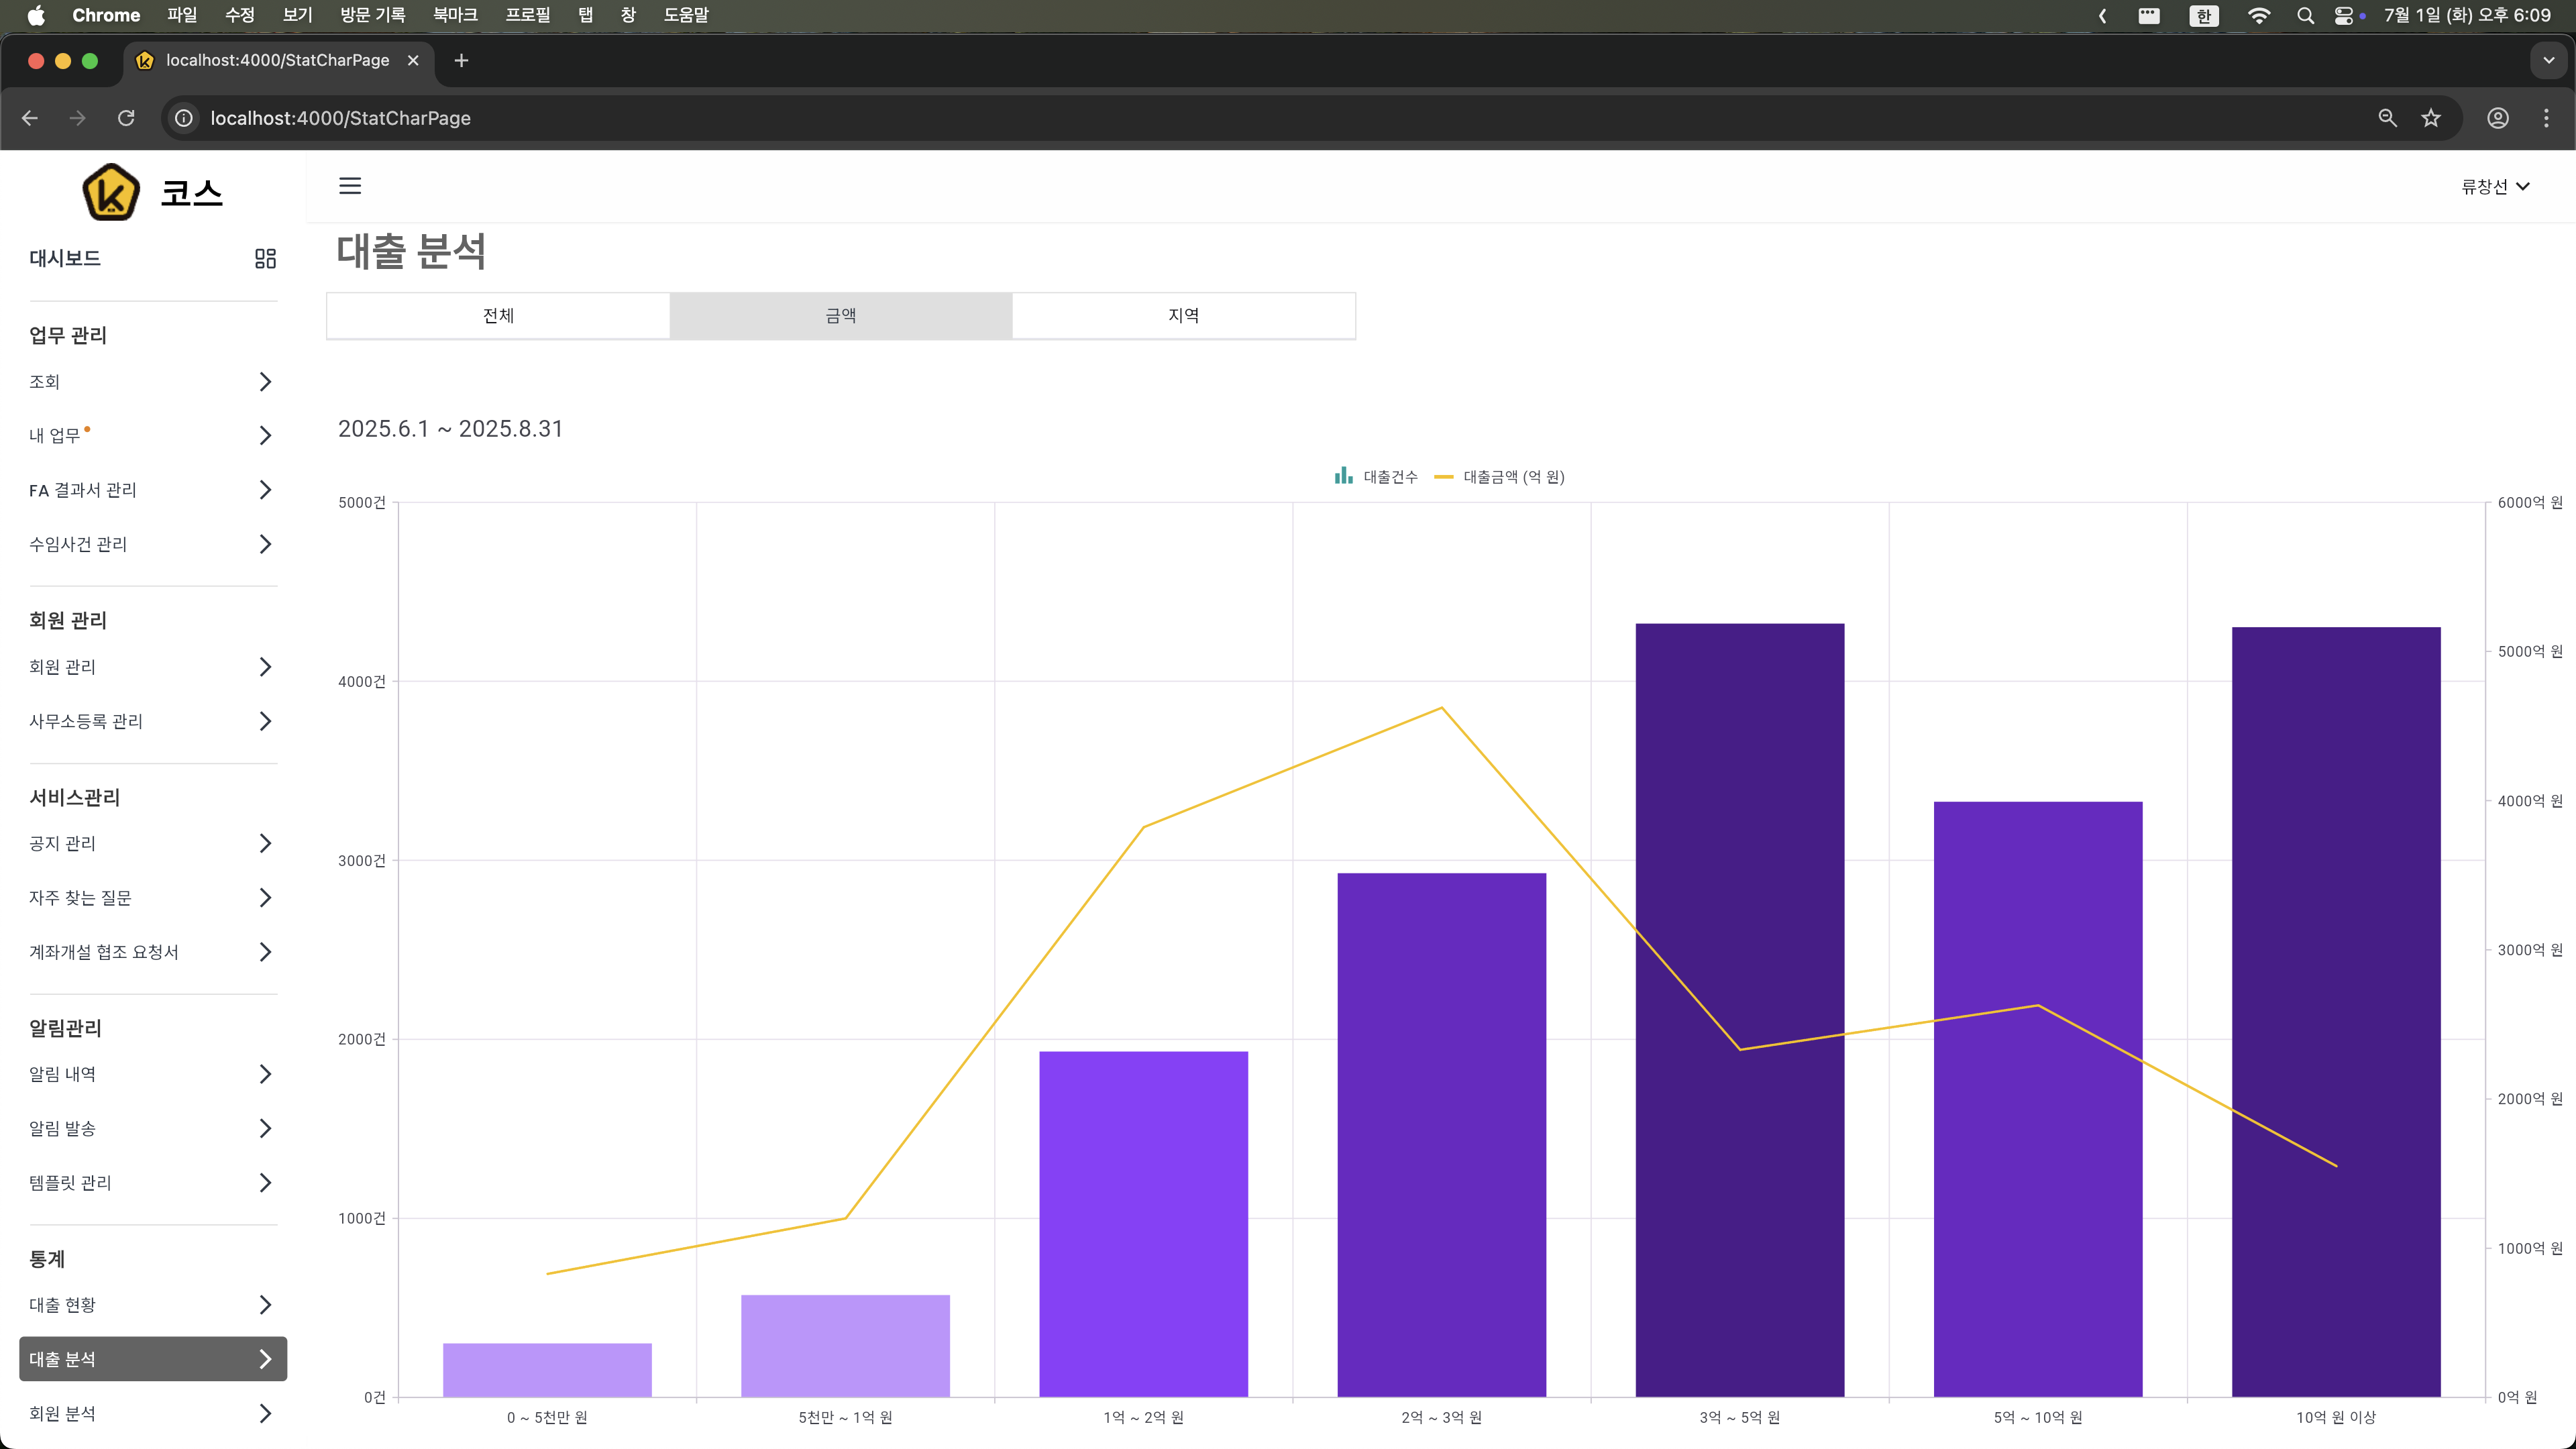 Chrome 파일 수정 보기 방문 기록 북마크 프로필 탭 창 도움말 한 7월 1일 (화) 오후 6:09
localhost:4000/StatCharPage
localhost:4000/StatCharPage
코스
류창선
대시보드
업무 관리
조회
내 업무
FA 결과서 관리
수임사건 관리
회원 관리
회원 관리
사무소등록 관리
서비스관리
공지 관리
자주 찾는 질문
계좌개설 협조 요청서
알림관리
알림 내역
알림 발송
템플릿 관리
통계
대출 현황
대출 분석
회원 분석
대출 분석
전체 금액 지역
2025.6.1 ~ 2025.8.31
대출건수 대출금액 (억 원)
5000건
4000건
3000건
2000건
1000건
0건
6000억 원
5000억 원
4000억 원
3000억 원
2000억 원
1000억 원
0억 원
0 ~ 5천만 원 5천만 ~ 1억 원 1억 ~ 2억 원 2억 ~ 3억 원 3억 ~ 5억 원 5억 ~ 10억 원 10억 원 이상